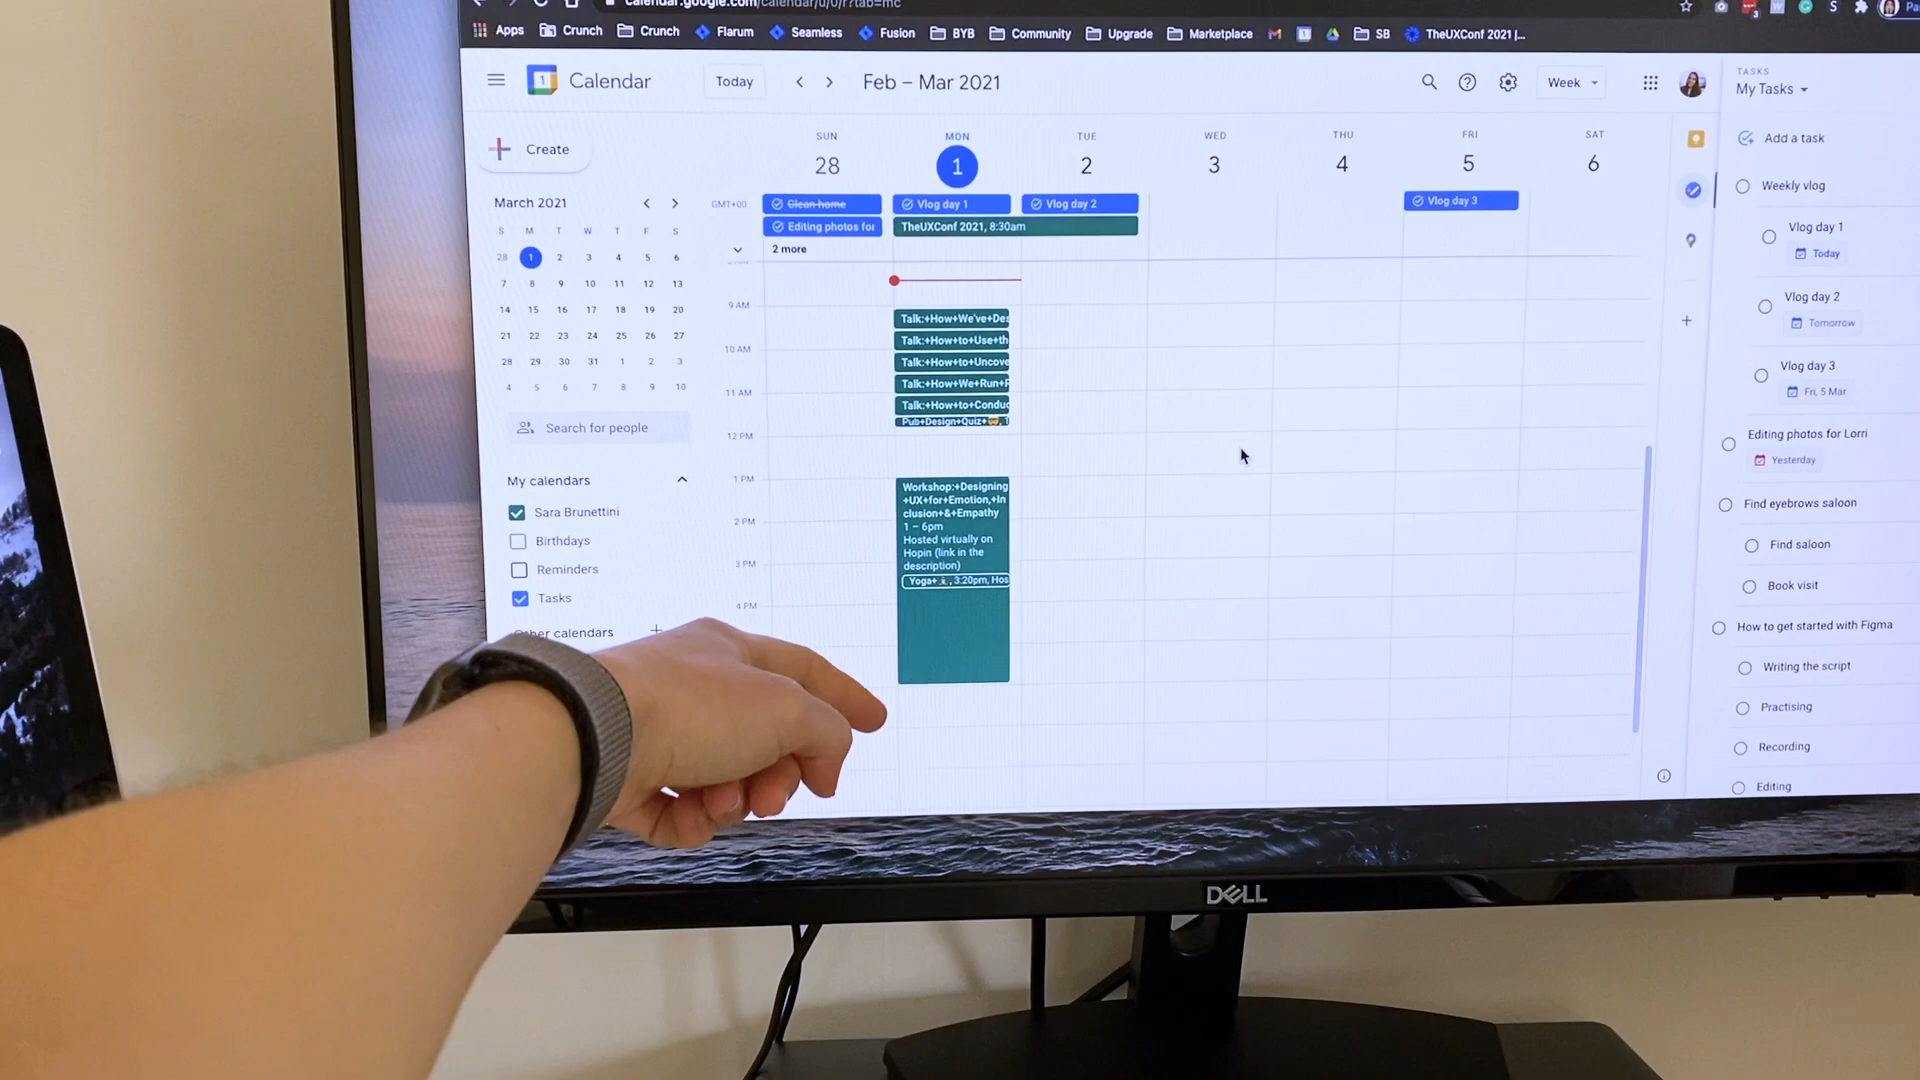 calendar.google.com/calendar/u/0/r?tab=mc
Apps
Crunch
Crunch
Flarum
Seamless
Fusion
BYB
Community
Upgrade
Marketplace
SB
TheUXConf 2021 |...
Calendar
Today
Feb – Mar 2021
Week
TASKS
My Tasks
Create
SUN
MON
TUE
WED
THU
FRI
SAT
28
1
2
3
4
5
6
Add a task
March 2021
S M T W T F S
28 1 2 3 4 5 6
7 8 9 10 11 12 13
14 15 16 17 18 19 20
21 22 23 24 25 26 27
28 29 30 31 1 2 3
4 5 6 7 8 9 10
GMT+00
Clean home
Vlog day 1
Vlog day 2
Vlog day 3
Editing photos for
TheUXConf 2021, 8:30am
2 more
9 AM
10 AM
11 AM
12 PM
1 PM
2 PM
3 PM
4 PM
Talk:+How+We've+Des
Talk:+How+to+Use+th
Talk:+How+to+Uncove
Talk:+How+We+Run+R
Talk:+How+to+Conduc
Pub+Design+Quiz+
Workshop:+Designing
+UX+for+Emotion,+In
clusion+&+Empathy
1 – 6pm
Hosted virtually on
Hopin (link in the
description)
Yoga+ , 3:20pm, Hos
Search for people
My calendars
Sara Brunettini
Birthdays
Reminders
Tasks
Other calendars
Weekly vlog
Vlog day 1
Today
Vlog day 2
Tomorrow
Vlog day 3
Fri, 5 Mar
Editing photos for Lorri
Yesterday
Find eyebrows saloon
Find saloon
Book visit
How to get started with Figma
Writing the script
Practising
Recording
Editing
DELL